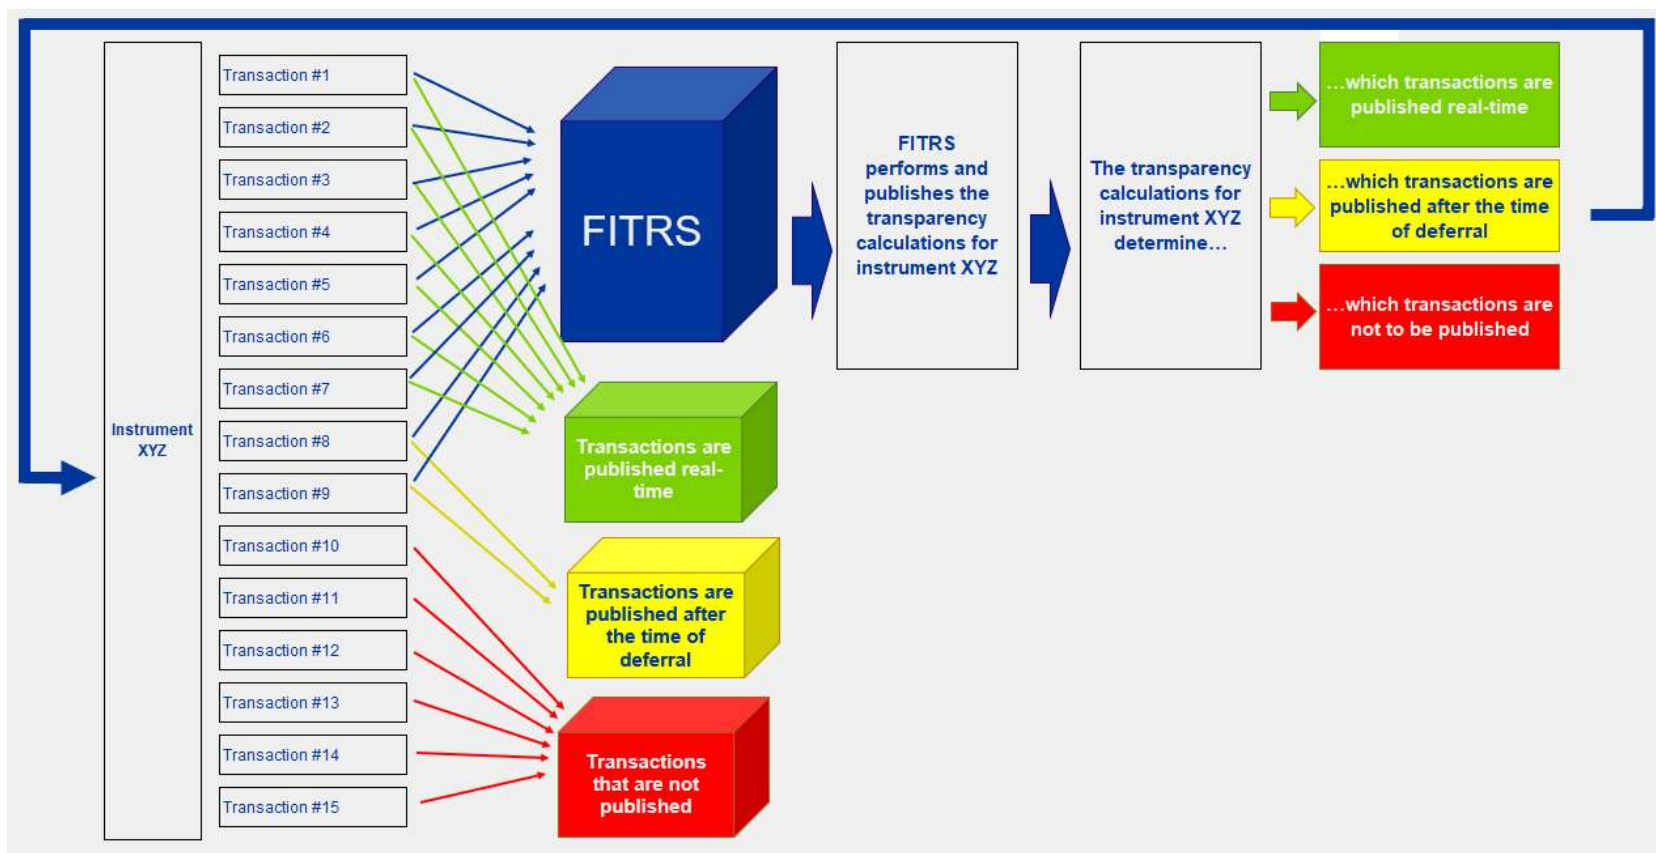 Instrument
XYZ
Transaction #1
Transaction #2
Transaction #3
Transaction #4
Transaction #5
Transaction #6
Transaction #7
Transaction #8
Transaction #9
Transaction #10
Transaction #11
Transaction #12
Transaction #13
Transaction #14
Transaction #15
FITRS
Transactions are
published real-
time
Transactions are
published after
the time of
deferral
Transactions
that are not
published
FITRS
performs and
publishes the
transparency
calculations for
instrument XYZ
The transparency
calculations for
instrument XYZ
determine…
…which transactions are
published real-time
…which transactions are
published after the time
of deferral
…which transactions are
not to be published